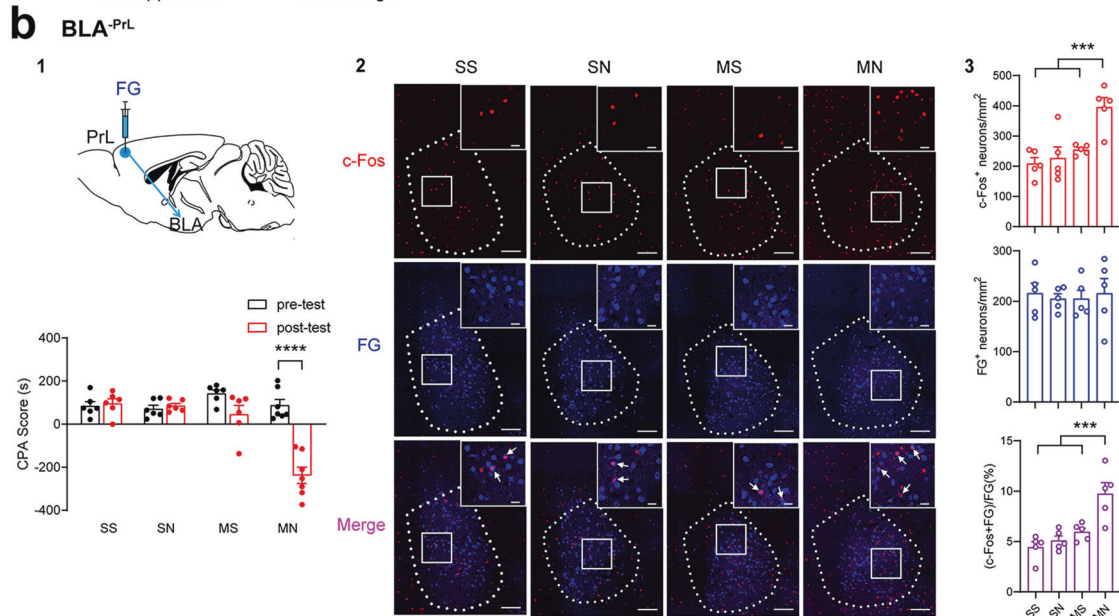 b BLA-PrL
1
FG
PrL
BLA
pre-test
post-test
****
400
200
0
-200
-400
CPA Score (s)
SS SN MS MN
2
SS SN MS MN
c-Fos
FG
Merge
3
***
500
400
300
200
100
0
c-Fos+ neurons/mm2
300
200
100
0
FG+ neurons/mm2
***
15
10
5
0
(c-Fos+FG)/FG(%)
SS MS MN